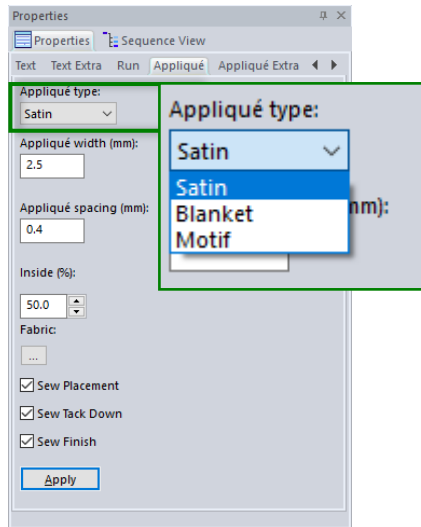 Properties
Properties Sequence View
Text Text Extra Run Appliqué Appliqué Extra
Appliqué type:
Satin
Appliqué width (mm):
2.5
Appliqué spacing (mm):
0.4
Inside (%):
50.0
Fabric:
...
Sew Placement
Sew Tack Down
Sew Finish
Apply
Appliqué type:
Satin
Satin
Blanket
Motif
mm):